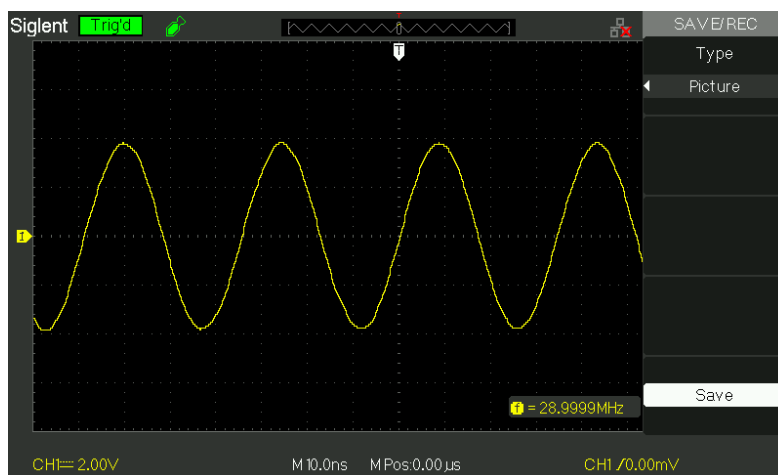 Siglent Trig'd SAVE/REC
T
Type
Picture
1
f = 28.9999MHz
Save
CH1 2.00V M 10.0ns M Pos:0.00μs CH1 /0.00mV